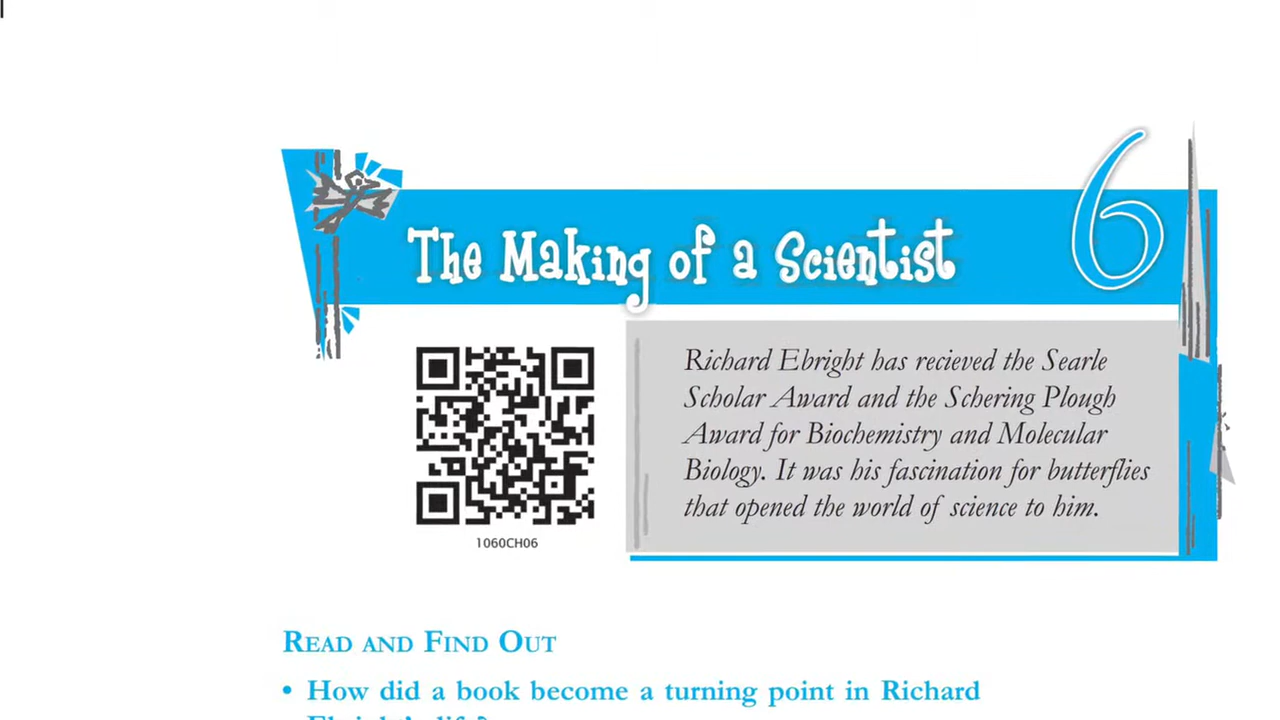 The Making of a Scientist
6
Richard Ebright has recieved the Searle
Scholar Award and the Schering Plough
Award for Biochemistry and Molecular
Biology. It was his fascination for butterflies
that opened the world of science to him.
1060CH06
READ AND FIND OUT
• How did a book become a turning point in Richard
Ebright's life?